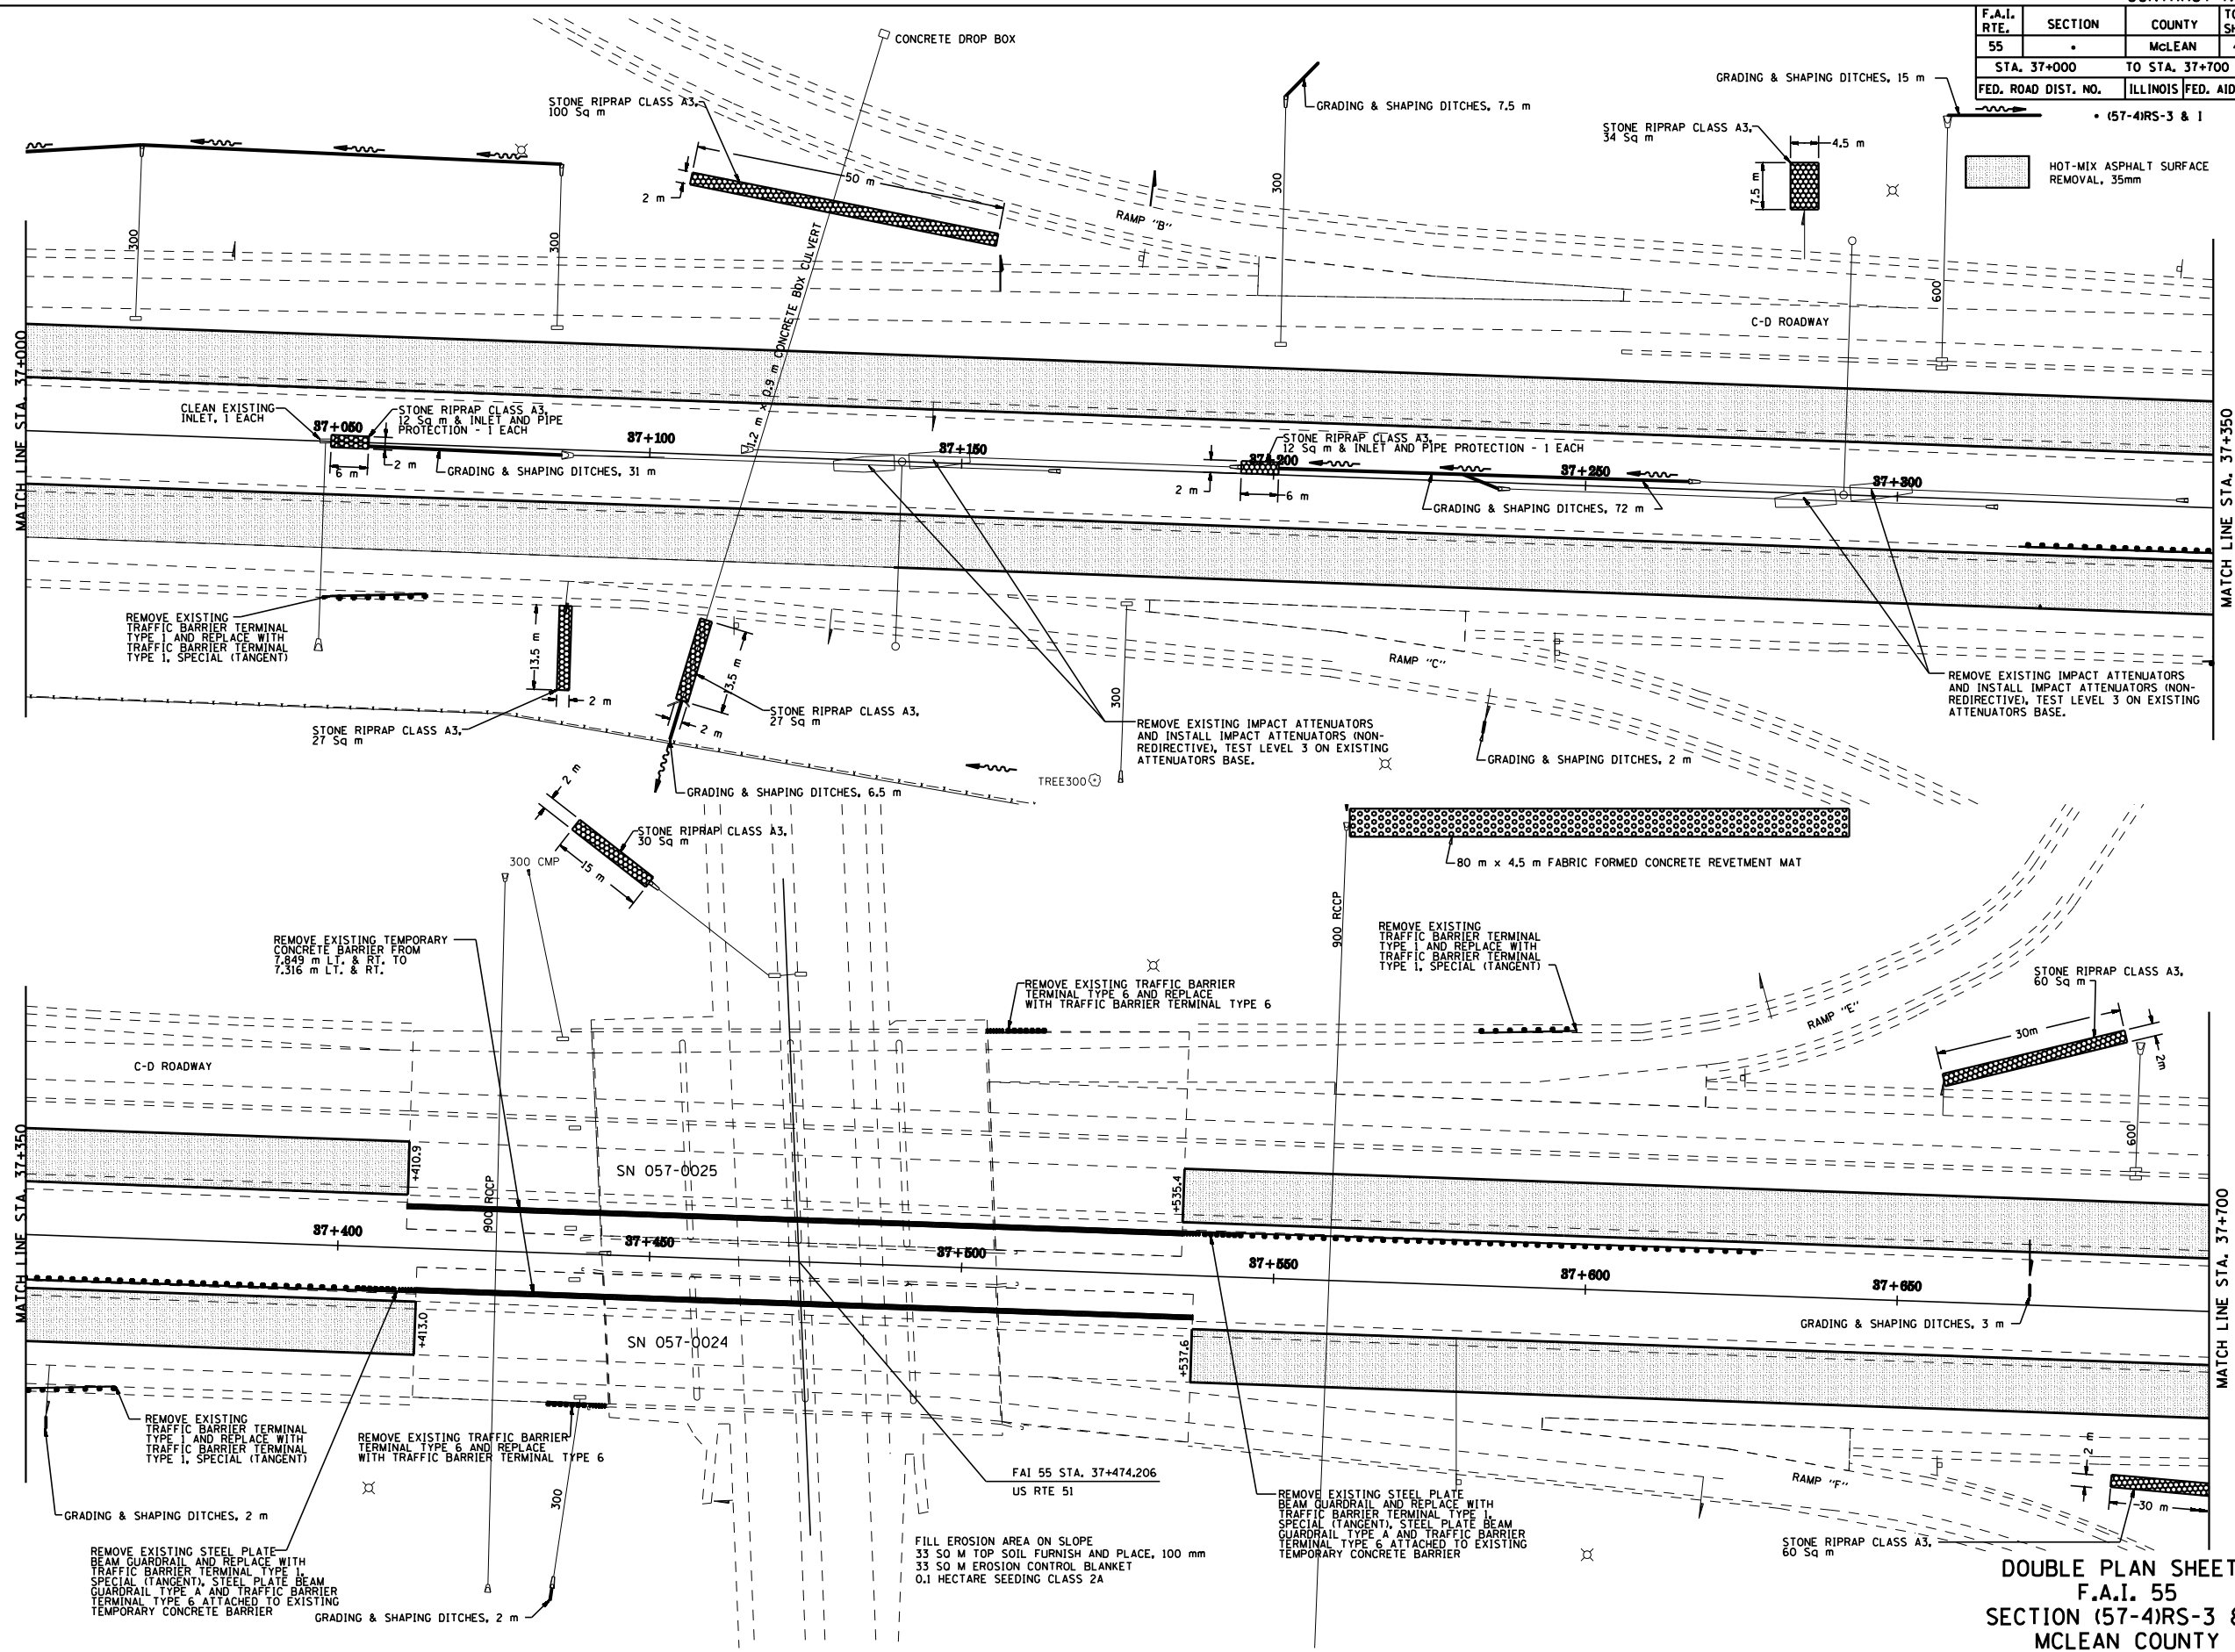 F.A.I.
RTE.
SECTION
COUNTY
55
•
McLEAN
STA. 37+000
TO STA. 37+700
FED. ROAD DIST. NO.
ILLINOIS
FED. AID
• (57-4)RS-3 & I
HOT-MIX ASPHALT SURFACE
REMOVAL, 35mm
CONCRETE DROP BOX
STONE RIPRAP CLASS A3,
100 Sq m
GRADING & SHAPING DITCHES, 7.5 m
GRADING & SHAPING DITCHES, 15 m
STONE RIPRAP CLASS A3,
34 Sq m
4.5 m
7.5 m
50 m
2 m
300
300
300
600
RAMP "B"
C-D ROADWAY
1.2 m x 0.9 m CONCRETE BOX CULVERT
MATCH LINE STA. 37+000
MATCH LINE STA. 37+350
CLEAN EXISTING
INLET, 1 EACH
37+050
STONE RIPRAP CLASS A3,
12 Sq m & INLET AND PIPE
PROTECTION - 1 EACH
6 m
2 m
GRADING & SHAPING DITCHES, 31 m
37+100
37+150
37+200
STONE RIPRAP CLASS A3,
12 Sq m & INLET AND PIPE PROTECTION - 1 EACH
2 m
6 m
37+250
GRADING & SHAPING DITCHES, 72 m
37+300
REMOVE EXISTING
TRAFFIC BARRIER TERMINAL
TYPE 1 AND REPLACE WITH
TRAFFIC BARRIER TERMINAL
TYPE 1, SPECIAL (TANGENT)
13.5 m
2 m
STONE RIPRAP CLASS A3,
27 Sq m
13.5 m
2 m
STONE RIPRAP CLASS A3,
27 Sq m
GRADING & SHAPING DITCHES, 6.5 m
300
REMOVE EXISTING IMPACT ATTENUATORS
AND INSTALL IMPACT ATTENUATORS (NON-
REDIRECTIVE), TEST LEVEL 3 ON EXISTING
ATTENUATORS BASE.
TREE300
RAMP "C"
GRADING & SHAPING DITCHES, 2 m
REMOVE EXISTING IMPACT ATTENUATORS
AND INSTALL IMPACT ATTENUATORS (NON-
REDIRECTIVE), TEST LEVEL 3 ON EXISTING
ATTENUATORS BASE.
2 m
15 m
STONE RIPRAP CLASS A3,
30 Sq m
300 CMP
80 m x 4.5 m FABRIC FORMED CONCRETE REVETMENT MAT
900 RCCP
REMOVE EXISTING TEMPORARY
CONCRETE BARRIER FROM
7.849 m LT. & RT. TO
7.316 m LT. & RT.
REMOVE EXISTING TRAFFIC BARRIER
TERMINAL TYPE 6 AND REPLACE
WITH TRAFFIC BARRIER TERMINAL TYPE 6
REMOVE EXISTING
TRAFFIC BARRIER TERMINAL
TYPE 1 AND REPLACE WITH
TRAFFIC BARRIER TERMINAL
TYPE 1, SPECIAL (TANGENT)
STONE RIPRAP CLASS A3,
60 Sq m
30m
2m
RAMP "E"
C-D ROADWAY
600
MATCH LINE STA. 37+350
MATCH LINE STA. 37+700
+410.9
900 RCCP
SN 057-0025
+535.4
37+400
37+450
37+500
37+550
37+600
37+650
+413.0
SN 057-0024
+537.6
GRADING & SHAPING DITCHES, 3 m
REMOVE EXISTING
TRAFFIC BARRIER TERMINAL
TYPE 1 AND REPLACE WITH
TRAFFIC BARRIER TERMINAL
TYPE 1, SPECIAL (TANGENT)
REMOVE EXISTING TRAFFIC BARRIER
TERMINAL TYPE 6 AND REPLACE
WITH TRAFFIC BARRIER TERMINAL TYPE 6
300
GRADING & SHAPING DITCHES, 2 m
REMOVE EXISTING STEEL PLATE
BEAM GUARDRAIL AND REPLACE WITH
TRAFFIC BARRIER TERMINAL TYPE 1,
SPECIAL (TANGENT), STEEL PLATE BEAM
GUARDRAIL TYPE A AND TRAFFIC BARRIER
TERMINAL TYPE 6 ATTACHED TO EXISTING
TEMPORARY CONCRETE BARRIER
GRADING & SHAPING DITCHES, 2 m
FAI 55 STA. 37+474.206
US RTE 51
FILL EROSION AREA ON SLOPE
33 SQ M TOP SOIL FURNISH AND PLACE, 100 mm
33 SQ M EROSION CONTROL BLANKET
0.1 HECTARE SEEDING CLASS 2A
REMOVE EXISTING STEEL PLATE
BEAM GUARDRAIL AND REPLACE WITH
TRAFFIC BARRIER TERMINAL TYPE 1,
SPECIAL (TANGENT), STEEL PLATE BEAM
GUARDRAIL TYPE A AND TRAFFIC BARRIER
TERMINAL TYPE 6 ATTACHED TO EXISTING
TEMPORARY CONCRETE BARRIER
RAMP "F"
2 m
30 m
STONE RIPRAP CLASS A3,
60 Sq m
DOUBLE PLAN SHEET
F.A.I. 55
SECTION (57-4)RS-3 &
MCLEAN COUNTY